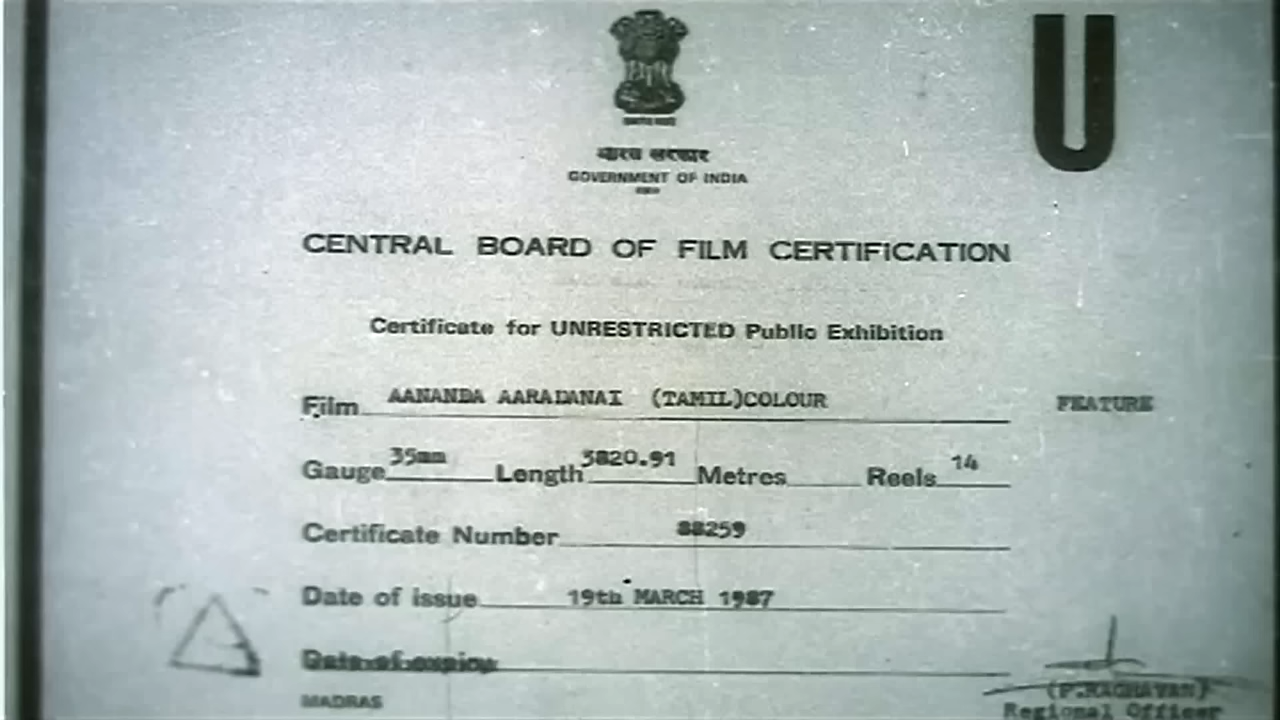 U
भारत सरकार
GOVERNMENT OF INDIA
CENTRAL BOARD OF FILM CERTIFICATION
Certificate for UNRESTRICTED Public Exhibition
Film AANANDA AARADANAI (TAMIL)COLOUR FEATURE
Gauge 35mm Length 3820.91 Metres Reels 14
Certificate Number 88259
Date of issue 19th MARCH 1987
Date of expiry
MADRAS (P.RAGHAVAN)
Regional Officer